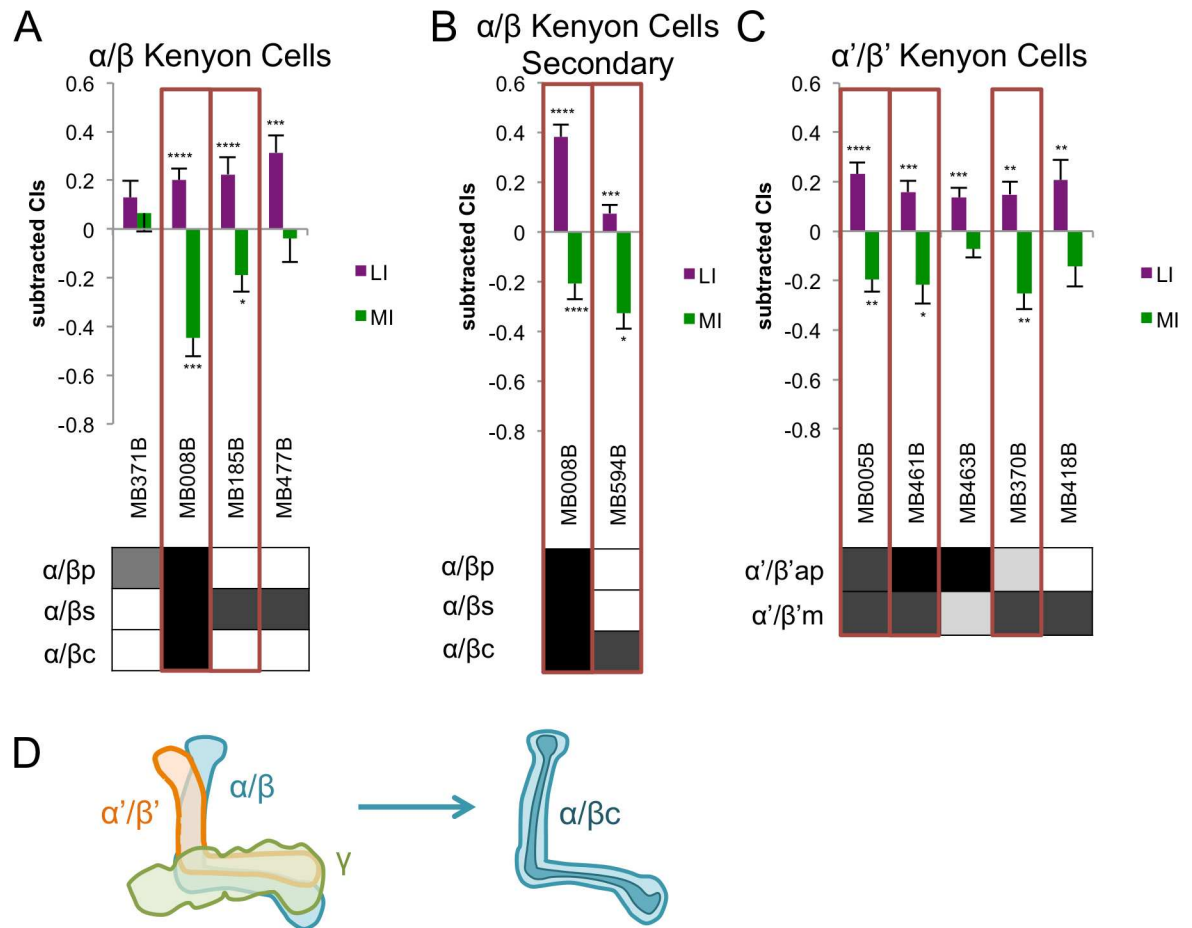 A
α/β Kenyon Cells
0.6
0.4
0.2
0
-0.2
-0.4
-0.6
-0.8
subtracted CIs
****
****
***
***
*
LI
MI
MB371B
MB008B
MB185B
MB477B
α/βp
α/βs
α/βc
B
α/β Kenyon Cells
Secondary
0.6
0.4
0.2
0
-0.2
-0.4
-0.6
-0.8
subtracted CIs
****
***
****
*
LI
MI
MB008B
MB594B
α/βp
α/βs
α/βc
C
α’/β’ Kenyon Cells
0.6
0.4
0.2
0
-0.2
-0.4
-0.6
-0.8
subtracted CIs
****
***
***
**
**
**
*
**
LI
MI
MB005B
MB461B
MB463B
MB370B
MB418B
α’/β’ap
α’/β’m
D
α’/β’
α/β
γ
α/βc